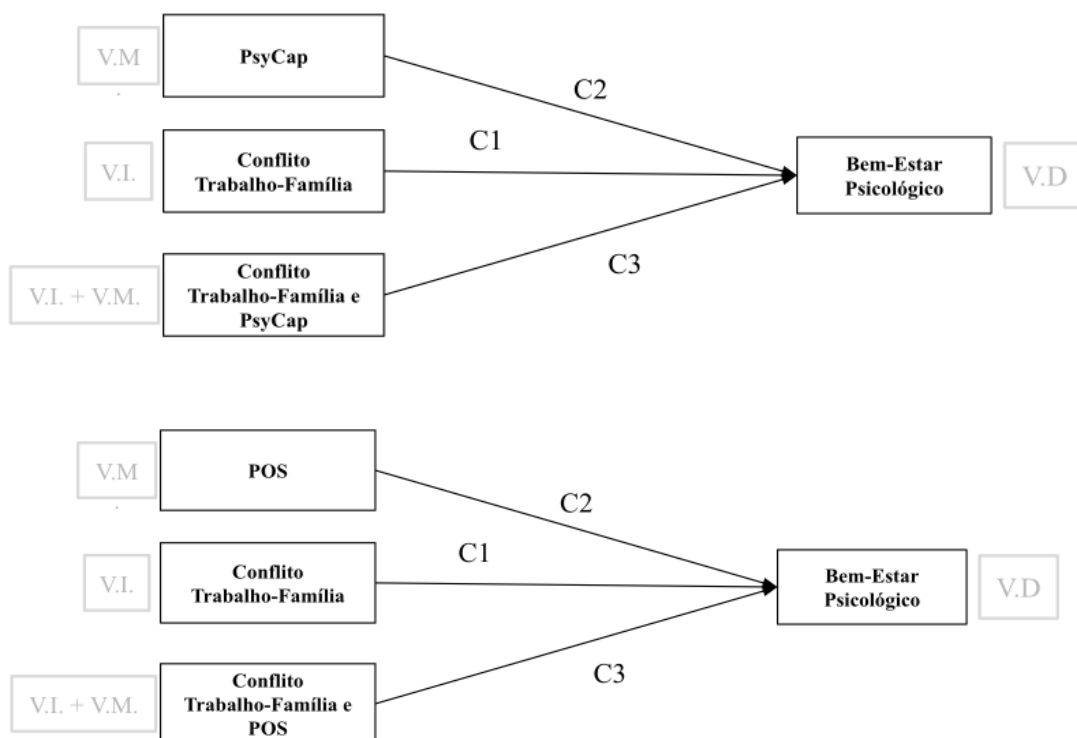 V.M
.
PsyCap
C2
V.I.
Conflito
Trabalho-Família
C1
Bem-Estar
Psicológico
V.D
V.I. + V.M.
Conflito
Trabalho-Família e
PsyCap
C3
V.M
.
POS
C2
V.I.
Conflito
Trabalho-Família
C1
Bem-Estar
Psicológico
V.D
V.I. + V.M.
Conflito
Trabalho-Família e
POS
C3